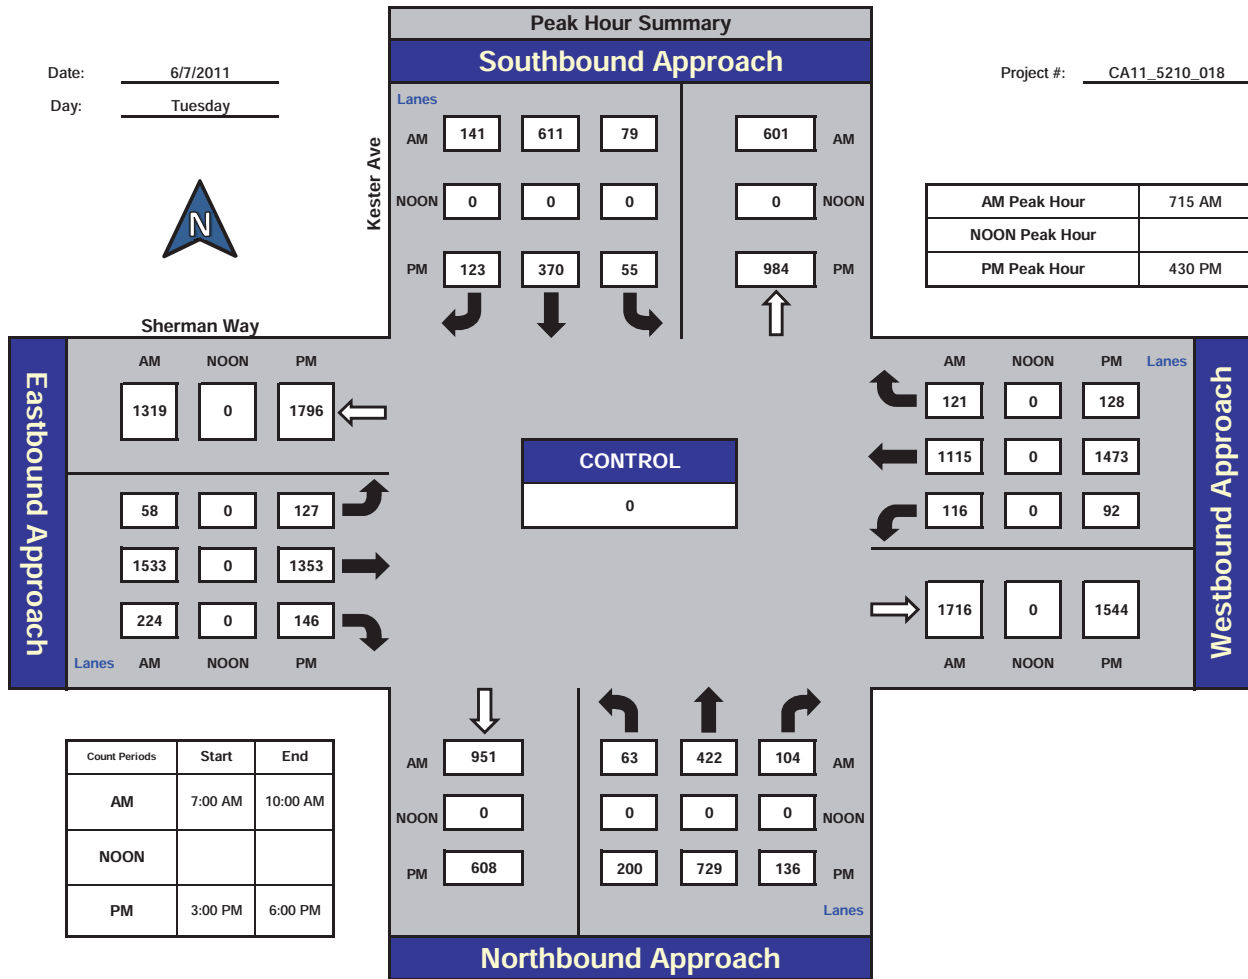 Peak Hour Summary
Southbound Approach
Date: 6/7/2011
Day: Tuesday
Project #: CA11_5210_018
Lanes
Kester Ave
AM 141 611 79 601 AM
NOON 0 0 0 0 NOON
PM 123 370 55 984 PM
N
AM Peak Hour 715 AM
NOON Peak Hour
PM Peak Hour 430 PM
Sherman Way
Eastbound Approach
AM NOON PM
1319 0 1796
58 0 127
1533 0 1353
224 0 146
Lanes AM NOON PM
CONTROL
0
AM NOON PM Lanes
121 0 128
1115 0 1473
116 0 92
1716 0 1544
AM NOON PM
Westbound Approach
Count Periods Start End
AM 7:00 AM 10:00 AM
NOON
PM 3:00 PM 6:00 PM
AM 951 63 422 104 AM
NOON 0 0 0 0 NOON
PM 608 200 729 136 PM
Lanes
Northbound Approach